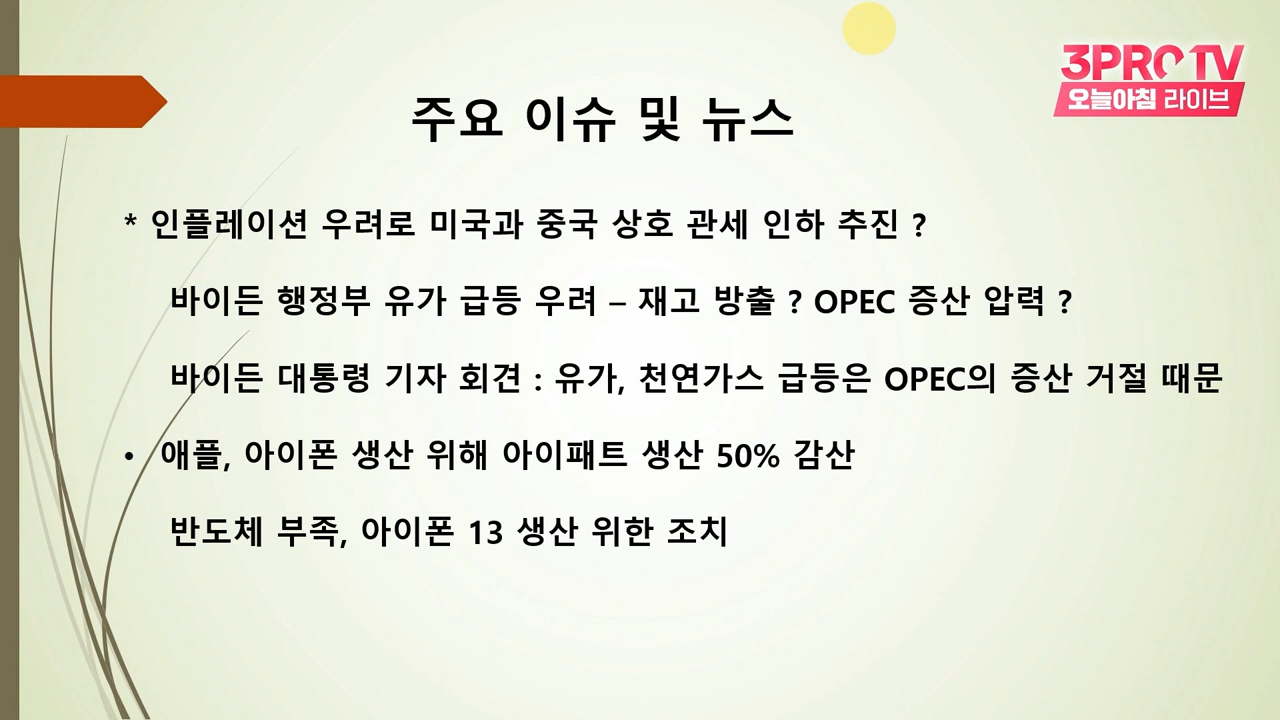 3PRO TV
오늘아침 라이브
주요 이슈 및 뉴스
* 인플레이션 우려로 미국과 중국 상호 관세 인하 추진 ?
바이든 행정부 유가 급등 우려 – 재고 방출 ? OPEC 증산 압력 ?
바이든 대통령 기자 회견 : 유가, 천연가스 급등은 OPEC의 증산 거절 때문
• 애플, 아이폰 생산 위해 아이패트 생산 50% 감산
반도체 부족, 아이폰 13 생산 위한 조치